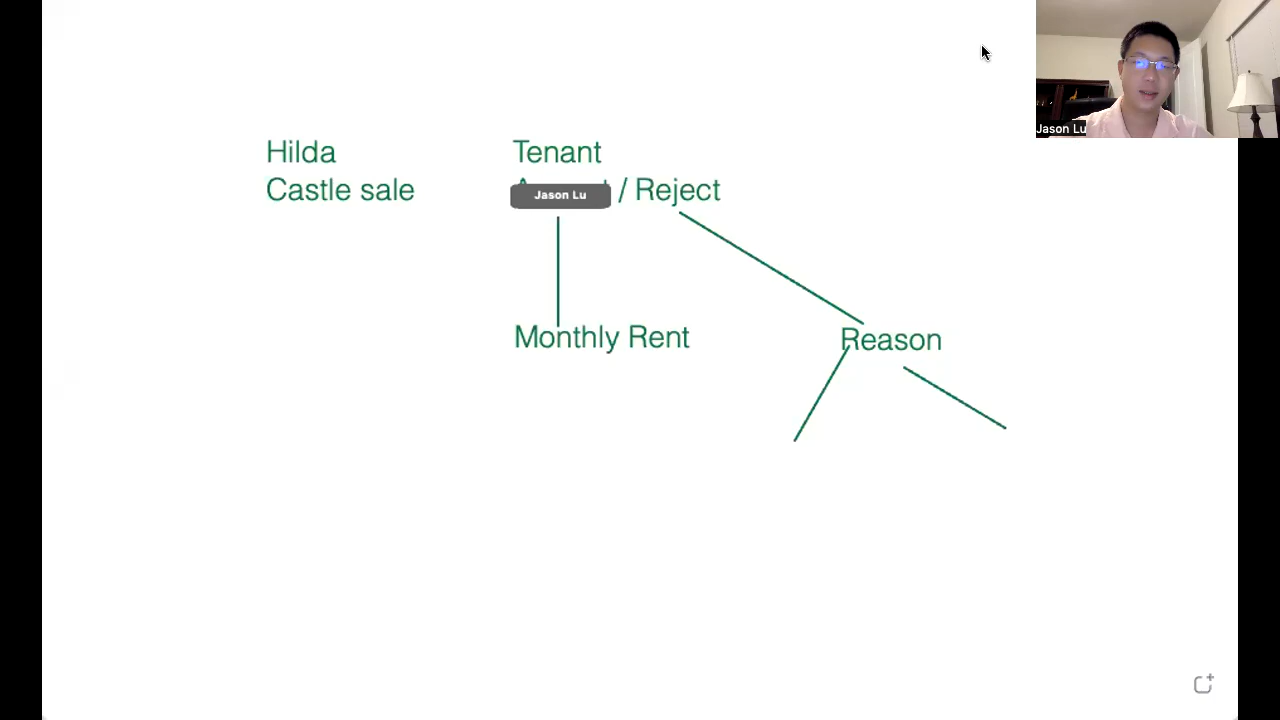 Jason Lu
Hilda
Tenant
Castle sale
Jason Lu
/ Reject
Monthly Rent
Reason